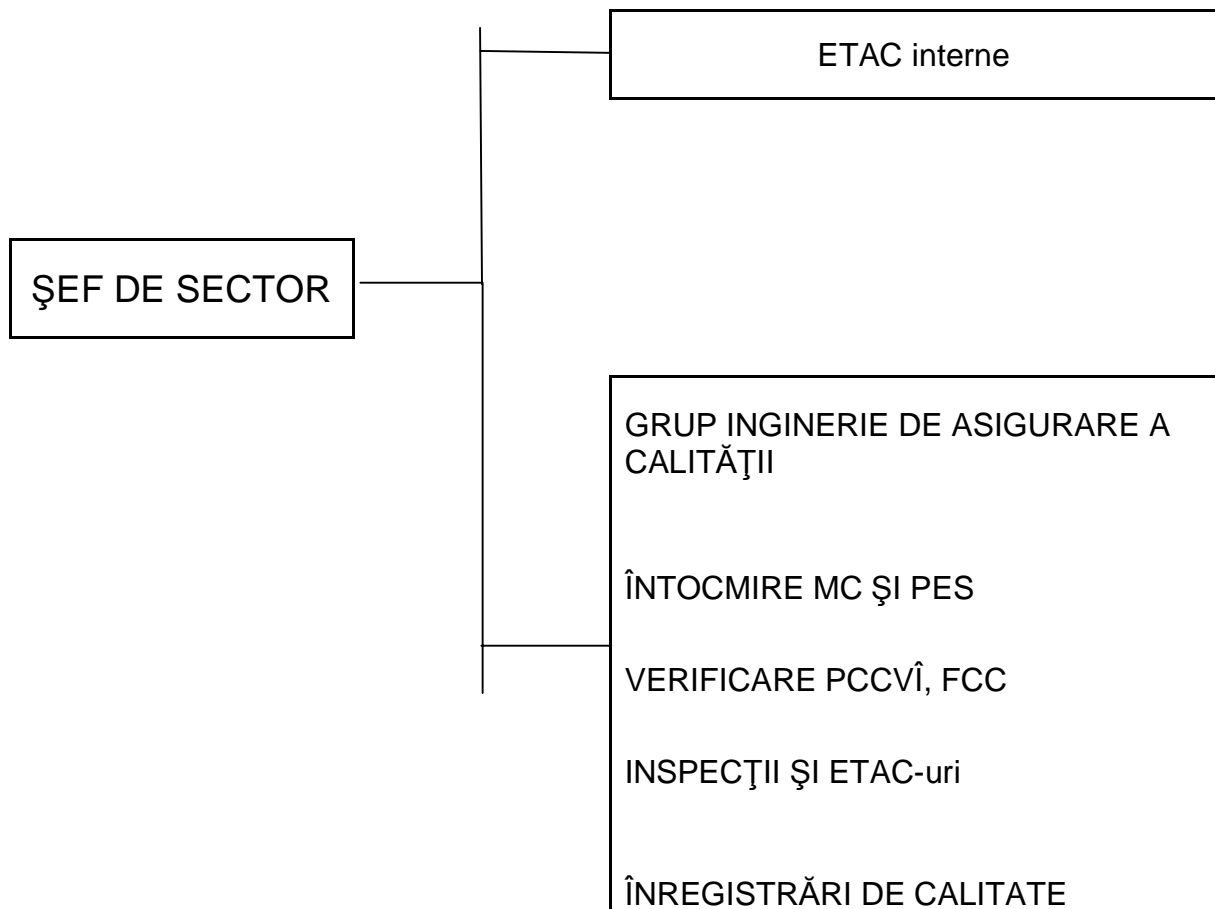 ETAC interne
ŞEF DE SECTOR
GRUP INGINERIE DE ASIGURARE A
CALITĂŢII
ÎNTOCMIRE MC ŞI PES
VERIFICARE PCCVÎ, FCC
INSPECŢII ŞI ETAC-uri
ÎNREGISTRĂRI DE CALITATE